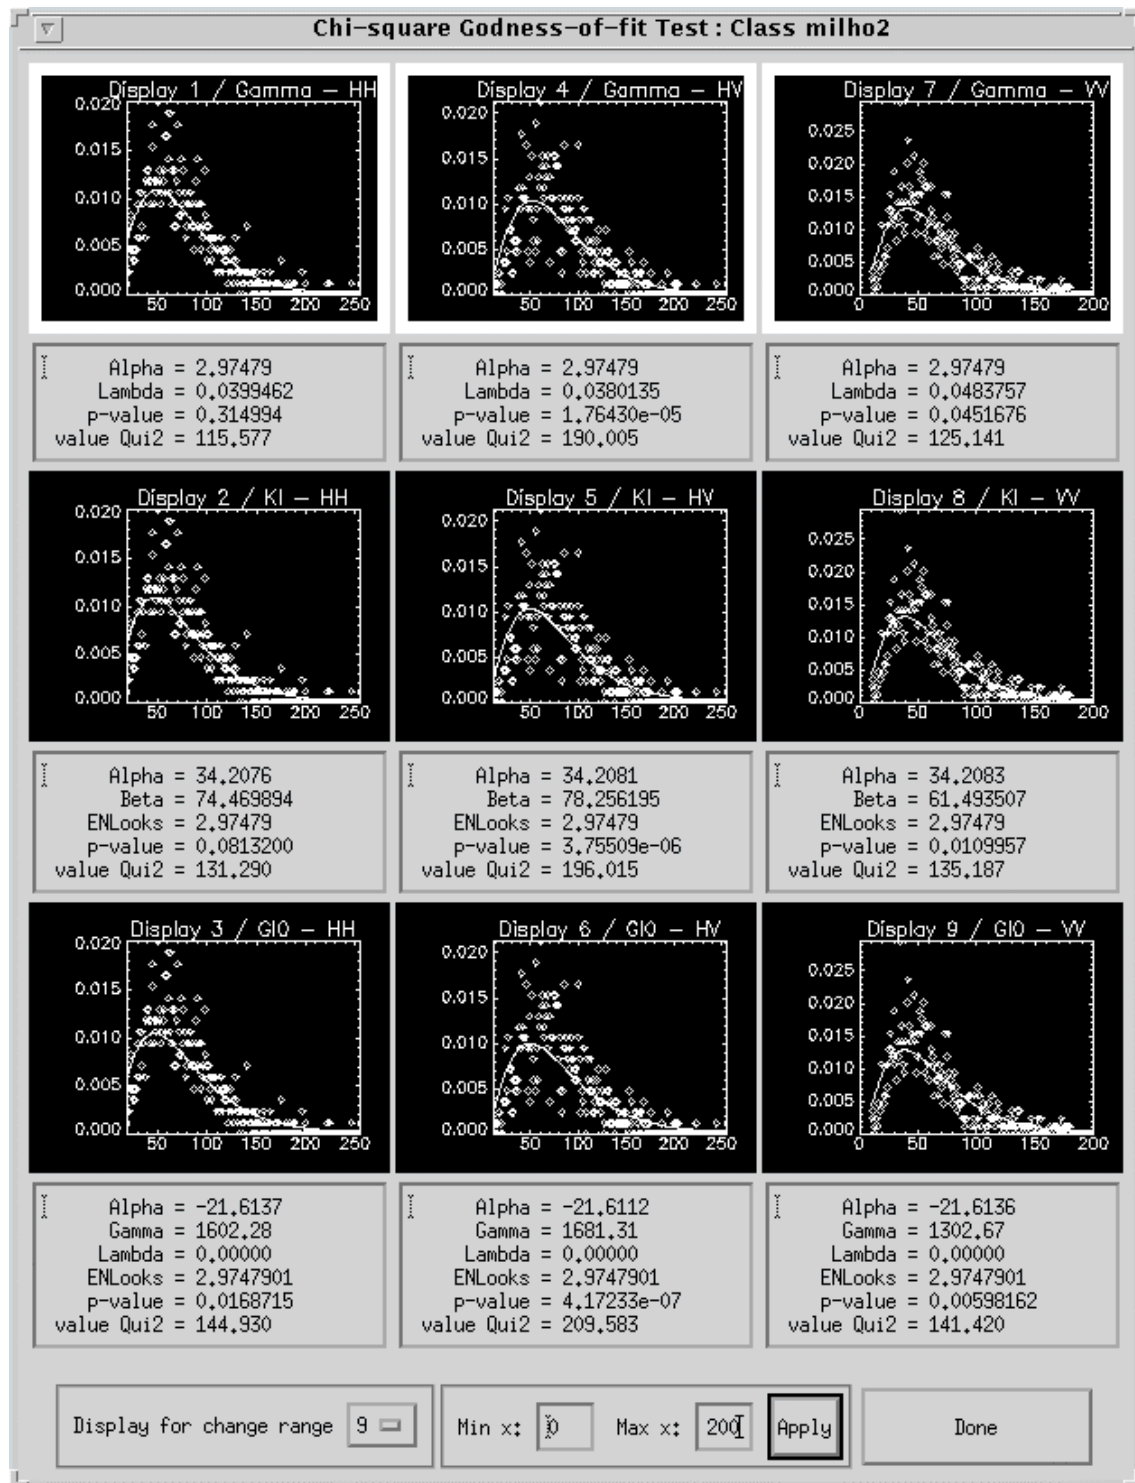 Chi-square Godness-of-fit Test : Class milho2
Display 1 / Gamma - HH
0.020
0.015
0.010
0.005
0.000
50 100 150 200 250
Display 4 / Gamma - HV
0.020
0.015
0.010
0.005
0.000
50 100 150 200 250
Display 7 / Gamma - VV
0.025
0.020
0.015
0.010
0.005
0.000
0 50 100 150 200
Alpha = 2.97479
Lambda = 0.0399462
p-value = 0.314994
value Qui2 = 115.577
Alpha = 2.97479
Lambda = 0.0380135
p-value = 1.76430e-05
value Qui2 = 190.005
Alpha = 2.97479
Lambda = 0.0483757
p-value = 0.0451676
value Qui2 = 125.141
Display 2 / KI - HH
0.020
0.015
0.010
0.005
0.000
50 100 150 200 250
Display 5 / KI - HV
0.020
0.015
0.010
0.005
0.000
50 100 150 200 250
Display 8 / KI - VV
0.025
0.020
0.015
0.010
0.005
0.000
0 50 100 150 200
Alpha = 34.2076
Beta = 74.469894
ENLooks = 2.97479
p-value = 0.0813200
value Qui2 = 131.290
Alpha = 34.2081
Beta = 78.256195
ENLooks = 2.97479
p-value = 3.75509e-06
value Qui2 = 196.015
Alpha = 34.2083
Beta = 61.493507
ENLooks = 2.97479
p-value = 0.0109957
value Qui2 = 135.187
Display 3 / GI0 - HH
0.020
0.015
0.010
0.005
0.000
50 100 150 200 250
Display 6 / GI0 - HV
0.020
0.015
0.010
0.005
0.000
50 100 150 200 250
Display 9 / GI0 - VV
0.025
0.020
0.015
0.010
0.005
0.000
0 50 100 150 200
Alpha = -21.6137
Gamma = 1602.28
Lambda = 0.00000
ENLooks = 2.9747901
p-value = 0.0168715
value Qui2 = 144.930
Alpha = -21.6112
Gamma = 1681.31
Lambda = 0.00000
ENLooks = 2.9747901
p-value = 4.17233e-07
value Qui2 = 209.583
Alpha = -21.6136
Gamma = 1302.67
Lambda = 0.00000
ENLooks = 2.9747901
p-value = 0.00598162
value Qui2 = 141.420
Display for change range 9 Min x: 0 Max x: 200 Apply Done